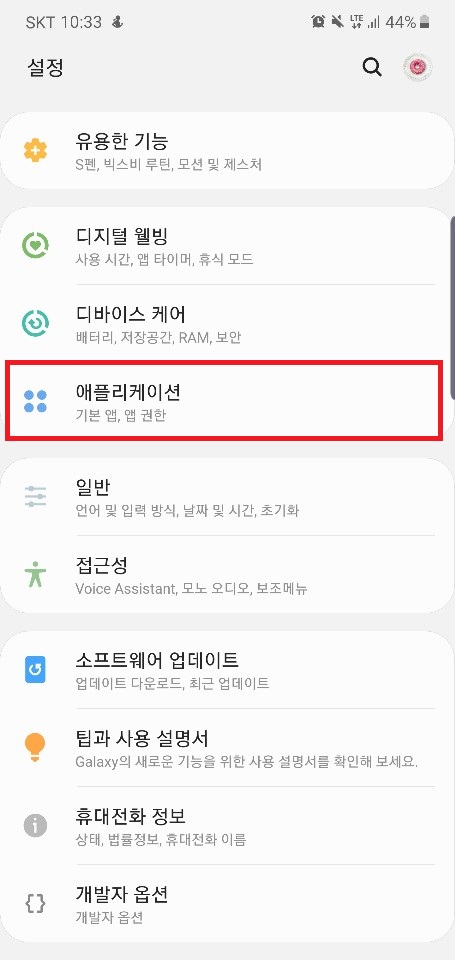 SKT 10:33 LTE 44%
설정
유용한 기능
S펜, 빅스비 루틴, 모션 및 제스처
디지털 웰빙
사용 시간, 앱 타이머, 휴식 모드
디바이스 케어
배터리, 저장공간, RAM, 보안
애플리케이션
기본 앱, 앱 권한
일반
언어 및 입력 방식, 날짜 및 시간, 초기화
접근성
Voice Assistant, 모노 오디오, 보조메뉴
소프트웨어 업데이트
업데이트 다운로드, 최근 업데이트
팁과 사용 설명서
Galaxy의 새로운 기능을 위한 사용 설명서를 확인해 보세요.
휴대전화 정보
상태, 법률정보, 휴대전화 이름
개발자 옵션
개발자 옵션